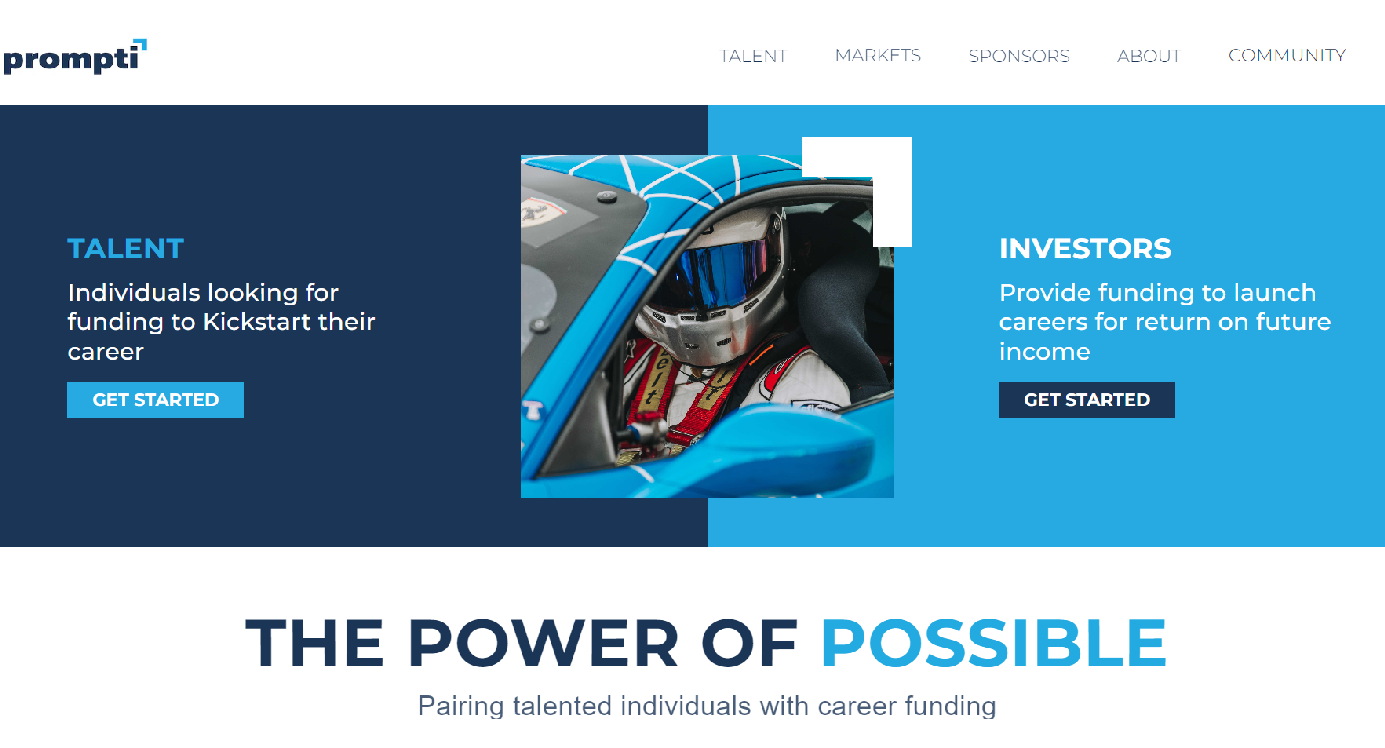 prompti
TALENT
MARKETS
SPONSORS
ABOUT
COMMUNITY
TALENT
Individuals looking for
funding to Kickstart their
career
GET STARTED
INVESTORS
Provide funding to launch
careers for return on future
income
GET STARTED
THE POWER OF POSSIBLE
Pairing talented individuals with career funding